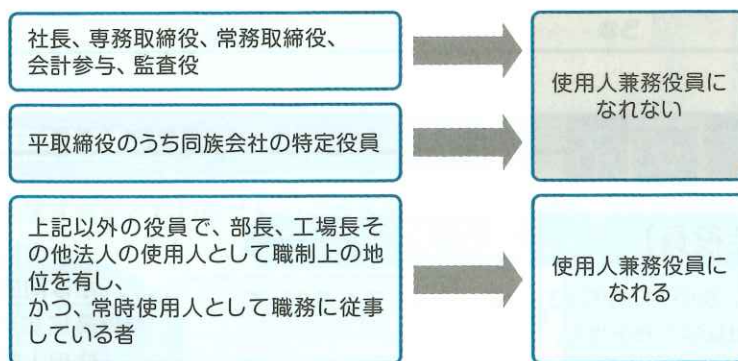 社長、専務取締役、常務取締役、
会計参与、監査役
使用人兼務役員に
なれない
平取締役のうち同族会社の特定役員
上記以外の役員で、部長、工場長そ
の他法人の使用人として職制上の地
位を有し、
かつ、常時使用人として職務に従事
している者
使用人兼務役員に
なれる